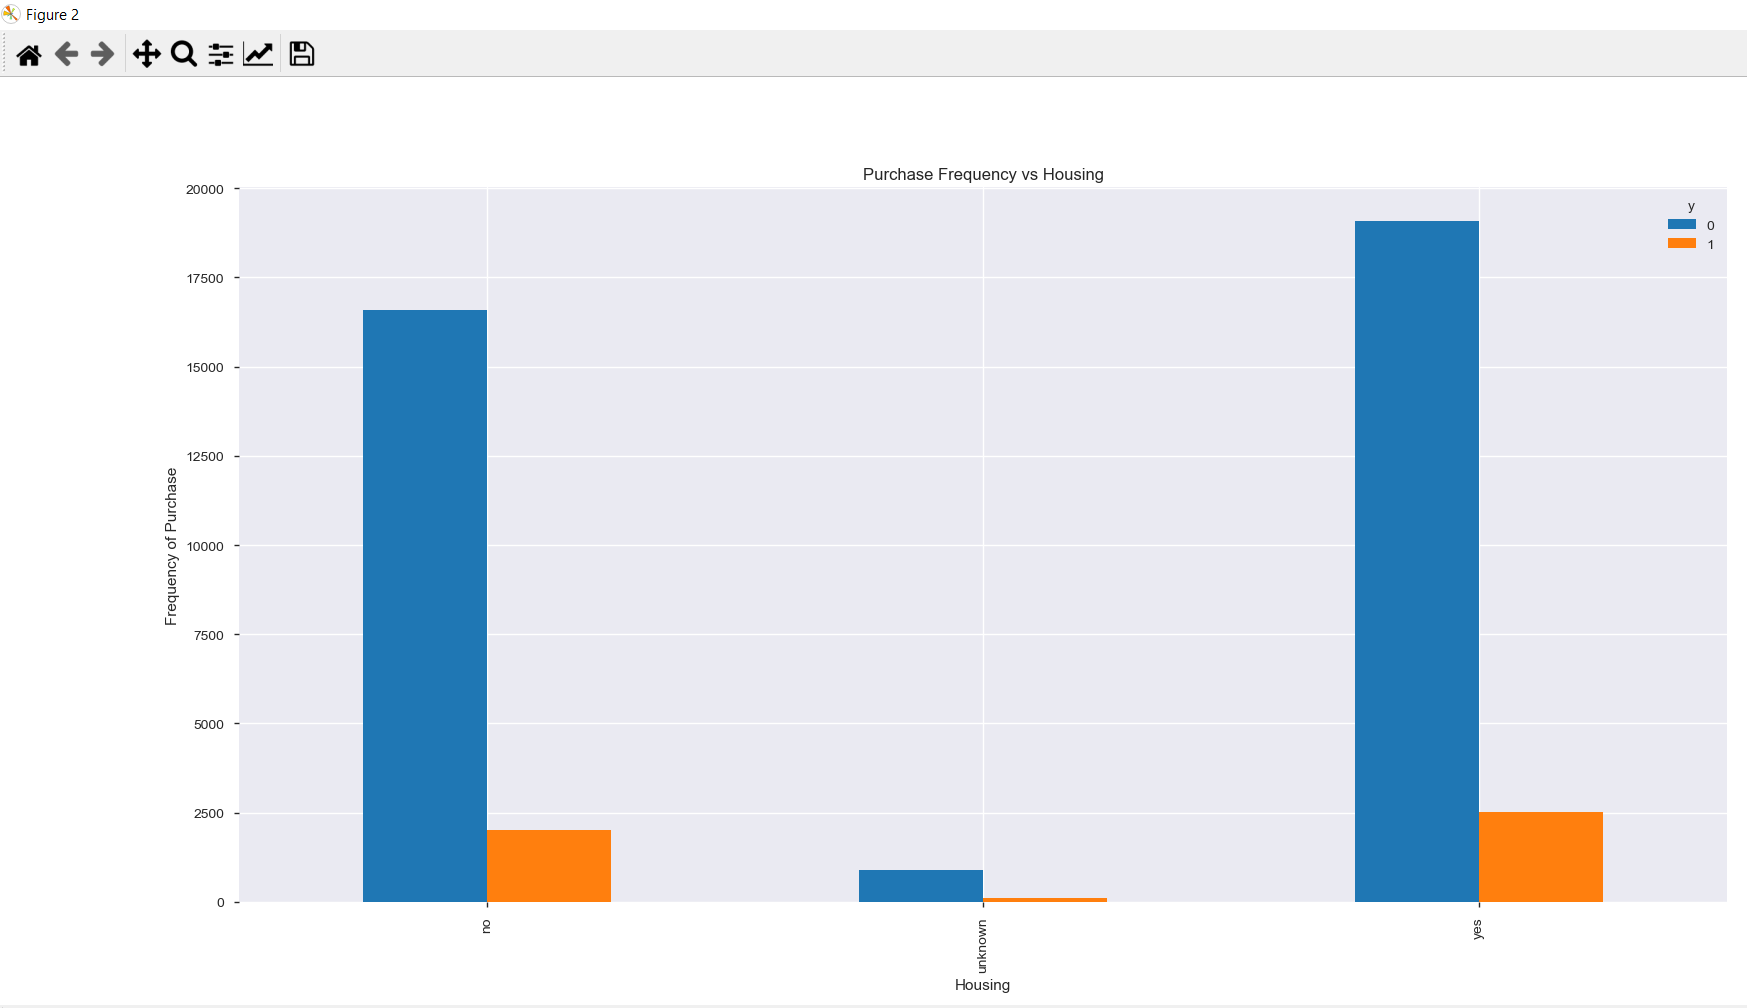 Figure 2
Purchase Frequency vs Housing
y
0
1
20000
17500
15000
12500
10000
7500
5000
2500
0
Frequency of Purchase
no
unknown
yes
Housing